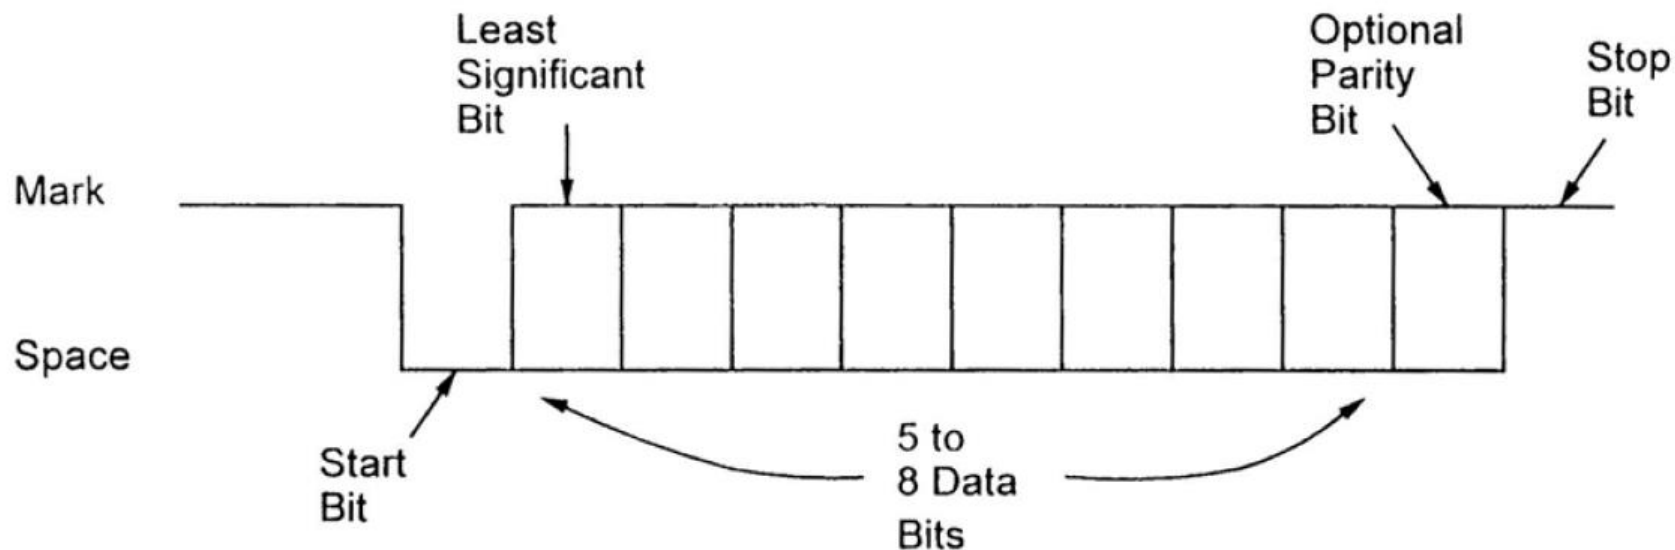 Least
Significant
Bit
Optional
Parity
Bit
Stop
Bit
Mark
Space
Start
Bit
5 to
8 Data
Bits